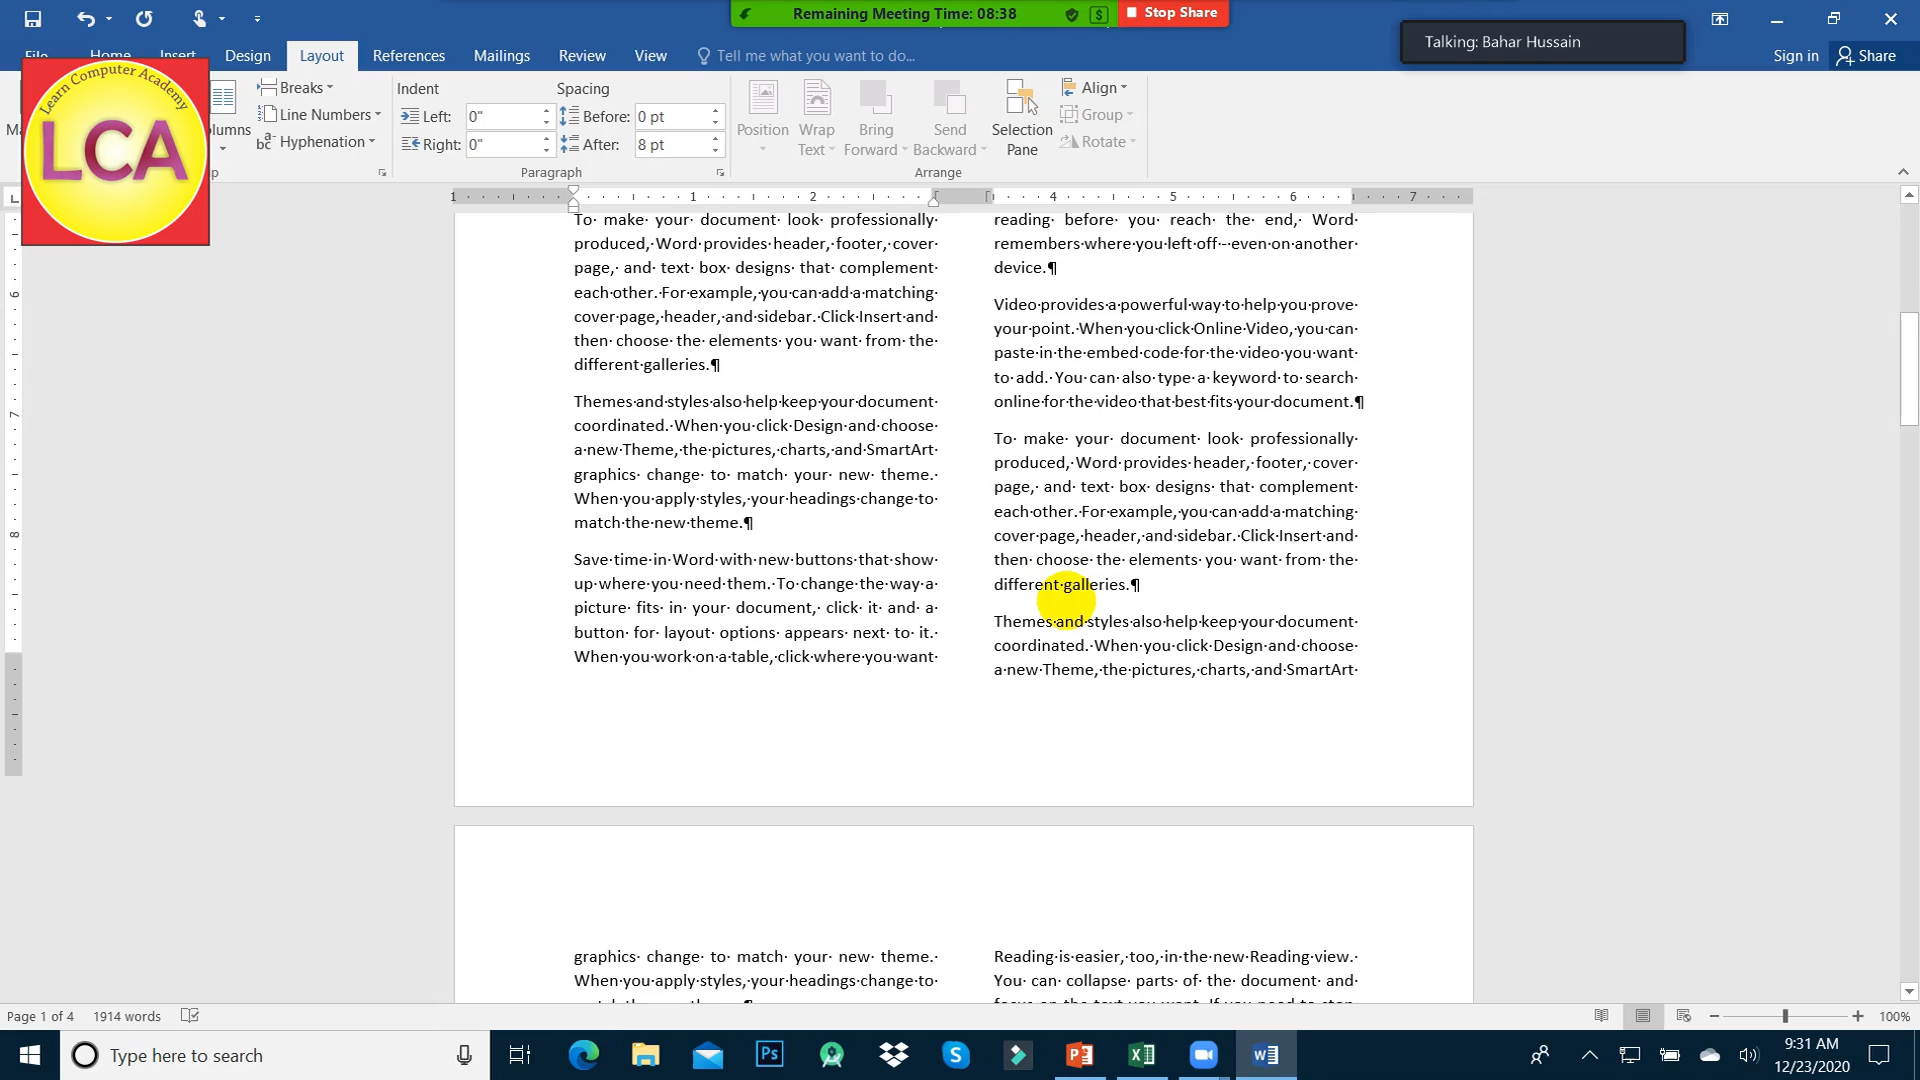 Remaining Meeting Time: 08:38
Stop Share
Talking: Bahar Hussain
File Home Insert Design Layout References Mailings Review View Tell me what you want to do...
Sign in Share
Learn Computer Academy
LCA
Breaks
Line Numbers
Hyphenation
Indent
Left: 0"
Right: 0"
Spacing
Before: 0 pt
After: 8 pt
Paragraph
Position
Wrap Text
Bring Forward
Send Backward
Selection Pane
Align
Group
Rotate
Arrange
1 1 2 4 5 6 7
6
7
8
To make your document look professionally
produced, Word provides header, footer, cover
page, and text box designs that complement
each other. For example, you can add a matching
cover page, header, and sidebar. Click Insert and
then choose the elements you want from the
different galleries.¶
Themes and styles also help keep your document
coordinated. When you click Design and choose
a new Theme, the pictures, charts, and SmartArt
graphics change to match your new theme.
When you apply styles, your headings change to
match the new theme.¶
Save time in Word with new buttons that show
up where you need them. To change the way a
picture fits in your document, click it and a
button for layout options appears next to it.
When you work on a table, click where you want
reading before you reach the end, Word
remembers where you left off - even on another
device.¶
Video provides a powerful way to help you prove
your point. When you click Online Video, you can
paste in the embed code for the video you want
to add. You can also type a keyword to search
online for the video that best fits your document.¶
To make your document look professionally
produced, Word provides header, footer, cover
page, and text box designs that complement
each other. For example, you can add a matching
cover page, header, and sidebar. Click Insert and
then choose the elements you want from the
different galleries.¶
Themes and styles also help keep your document
coordinated. When you click Design and choose
a new Theme, the pictures, charts, and SmartArt
graphics change to match your new theme.
When you apply styles, your headings change to
Reading is easier, too, in the new Reading view.
You can collapse parts of the document and
Page 1 of 4 1914 words
100%
Type here to search
9:31 AM
12/23/2020